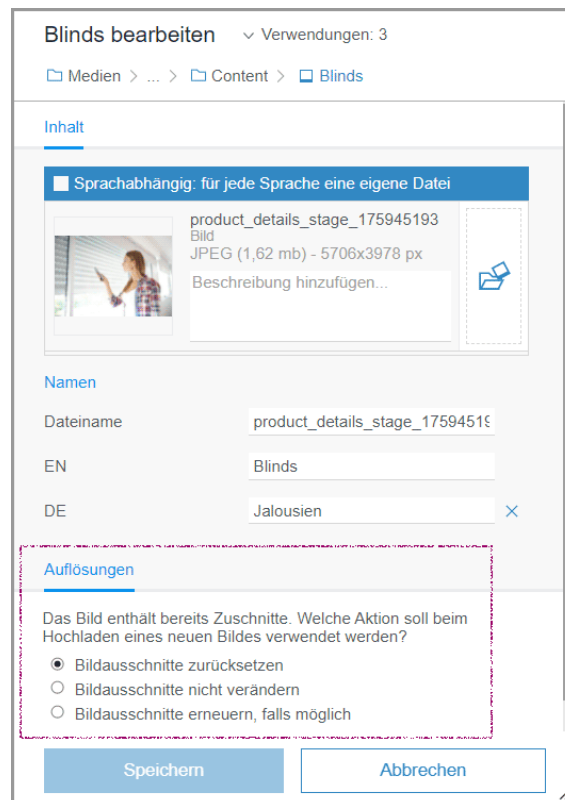 Blinds bearbeiten Verwendungen: 3
Medien > ... > Content > Blinds
Inhalt
Sprachabhängig: für jede Sprache eine eigene Datei
product_details_stage_175945193
Bild
JPEG (1,62 mb) - 5706x3978 px
Beschreibung hinzufügen...
Namen
Dateiname product_details_stage_17594519
EN Blinds
DE Jalousien
Auflösungen
Das Bild enthält bereits Zuschnitte. Welche Aktion soll beim
Hochladen eines neuen Bildes verwendet werden?
Bildausschnitte zurücksetzen
Bildausschnitte nicht verändern
Bildausschnitte erneuern, falls möglich
Speichern Abbrechen